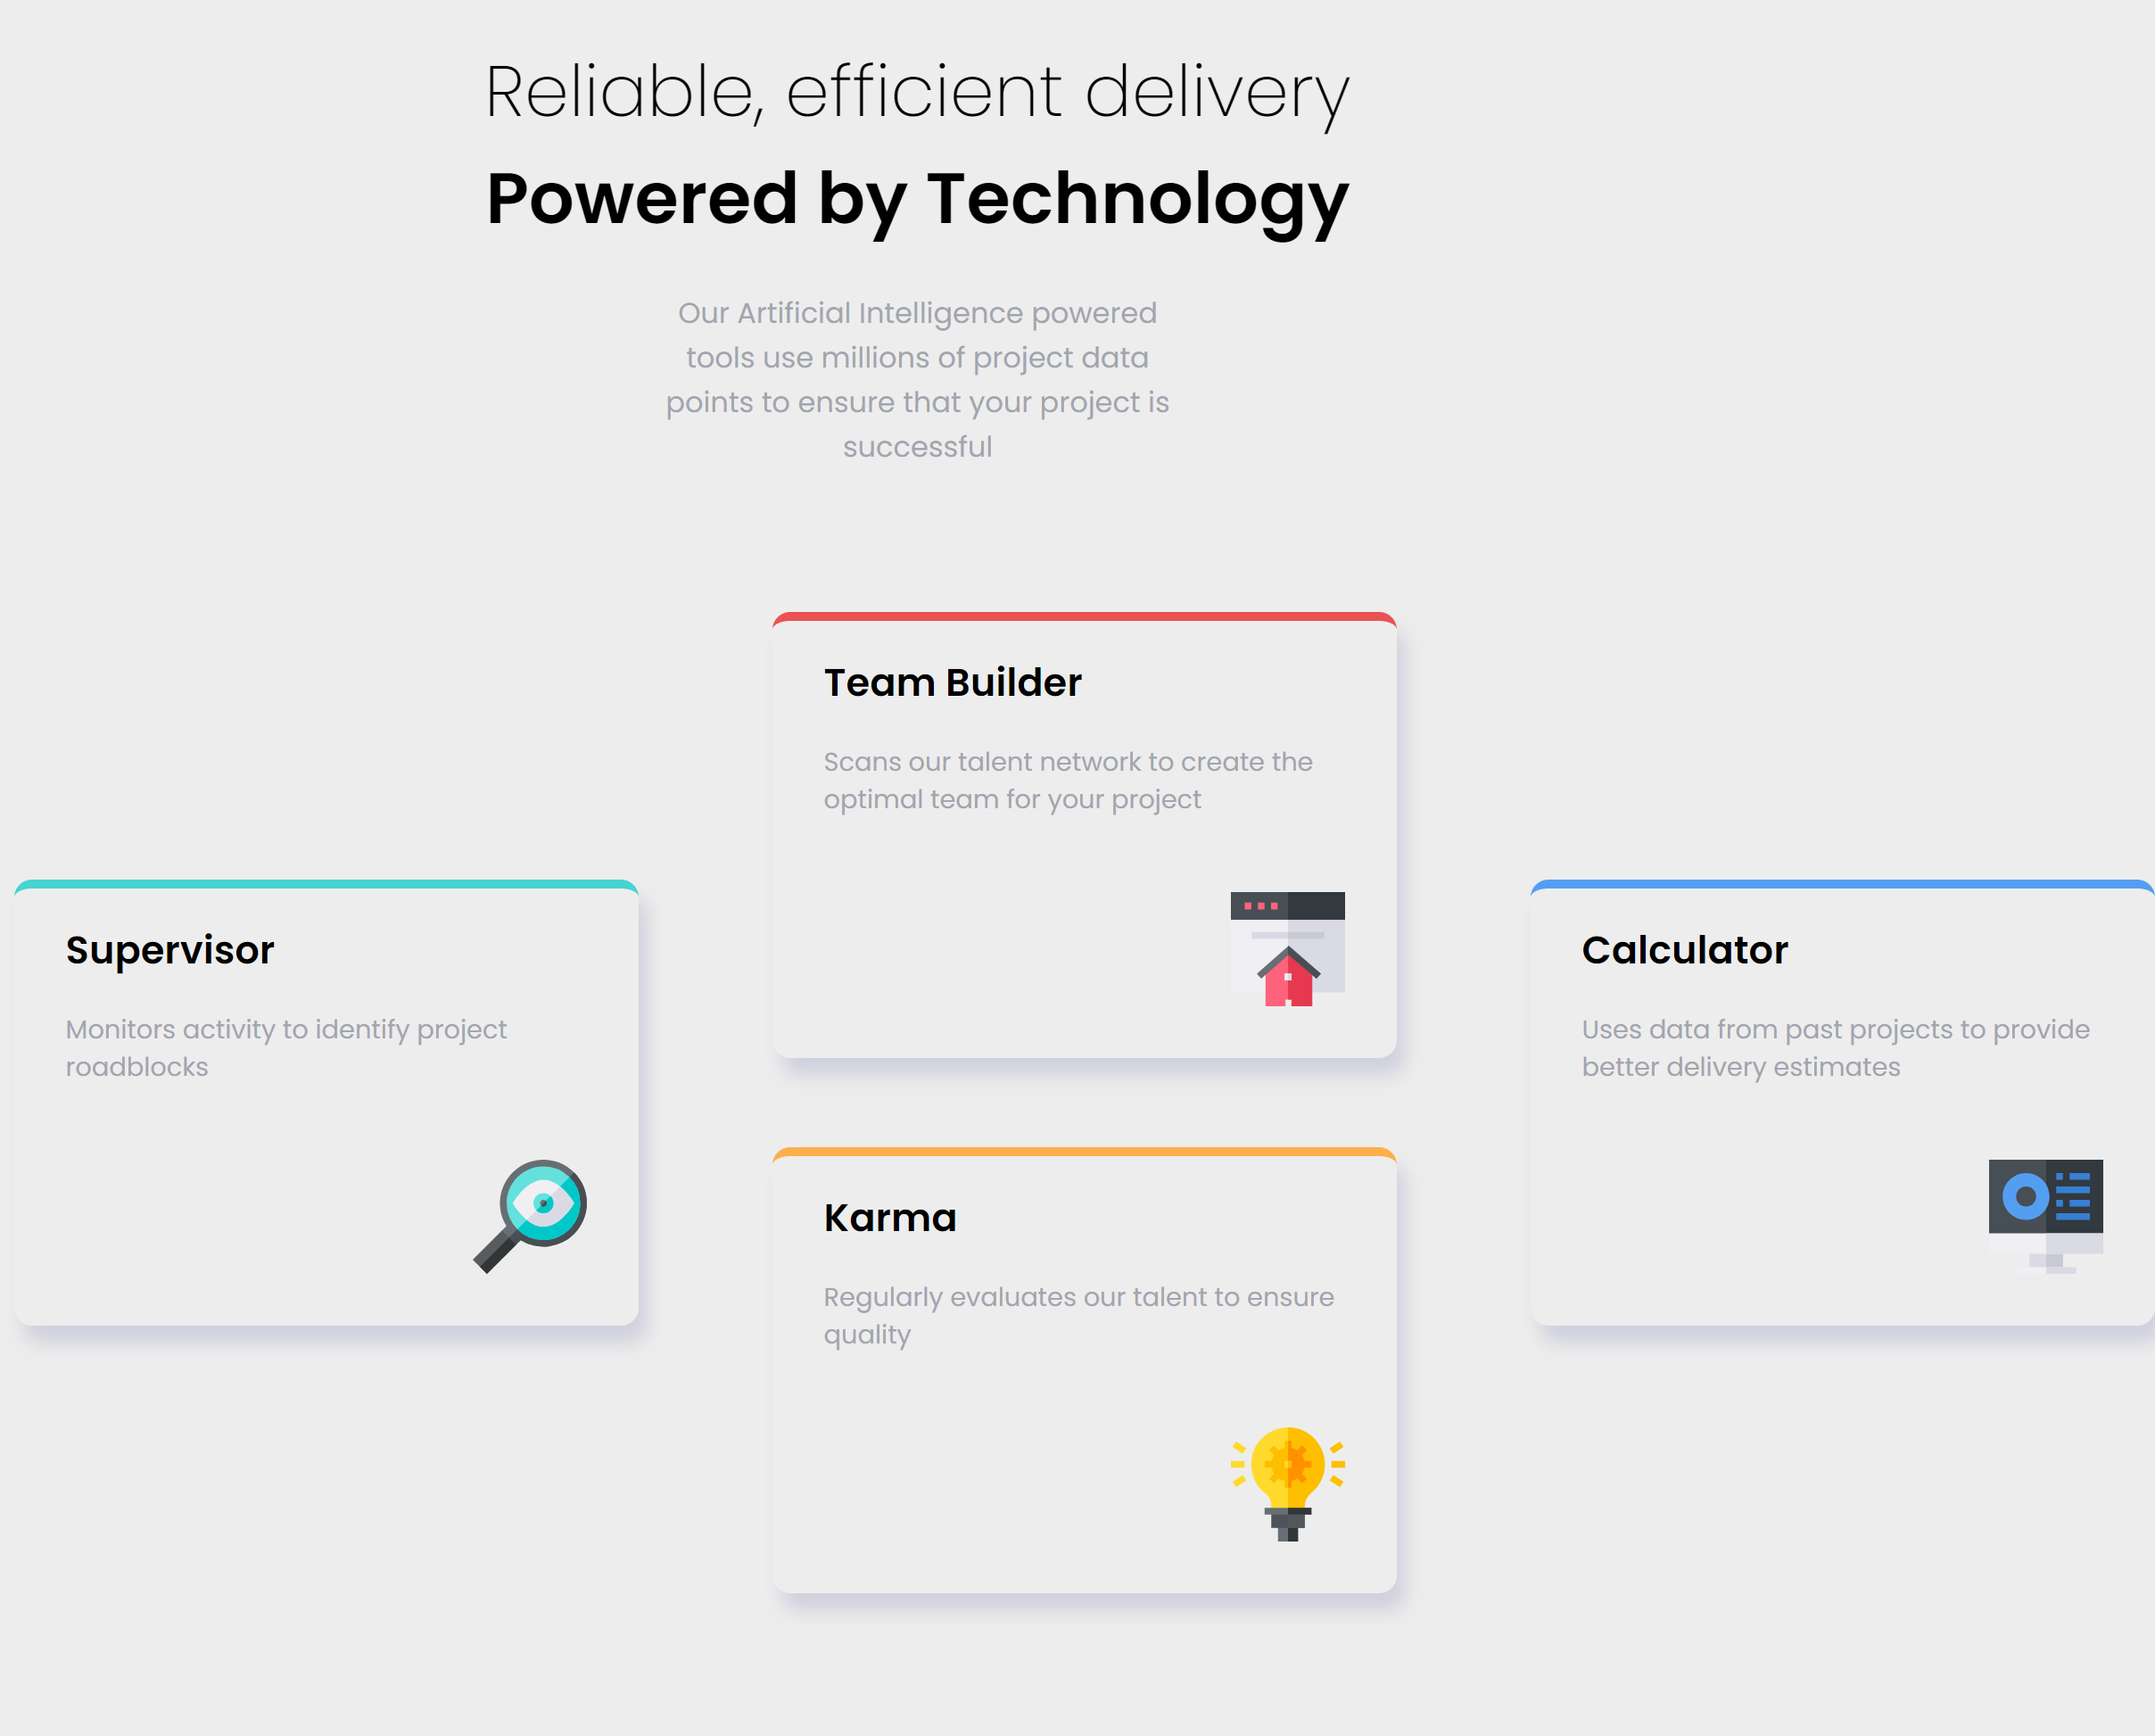 Reliable, efficient delivery
Powered by Technology
Our Artificial Intelligence powered
tools use millions of project data
points to ensure that your project is
successful
Supervisor
Monitors activity to identify project
roadblocks
Team Builder
Scans our talent network to create the
optimal team for your project
Karma
Regularly evaluates our talent to ensure
quality
Calculator
Uses data from past projects to provide
better delivery estimates